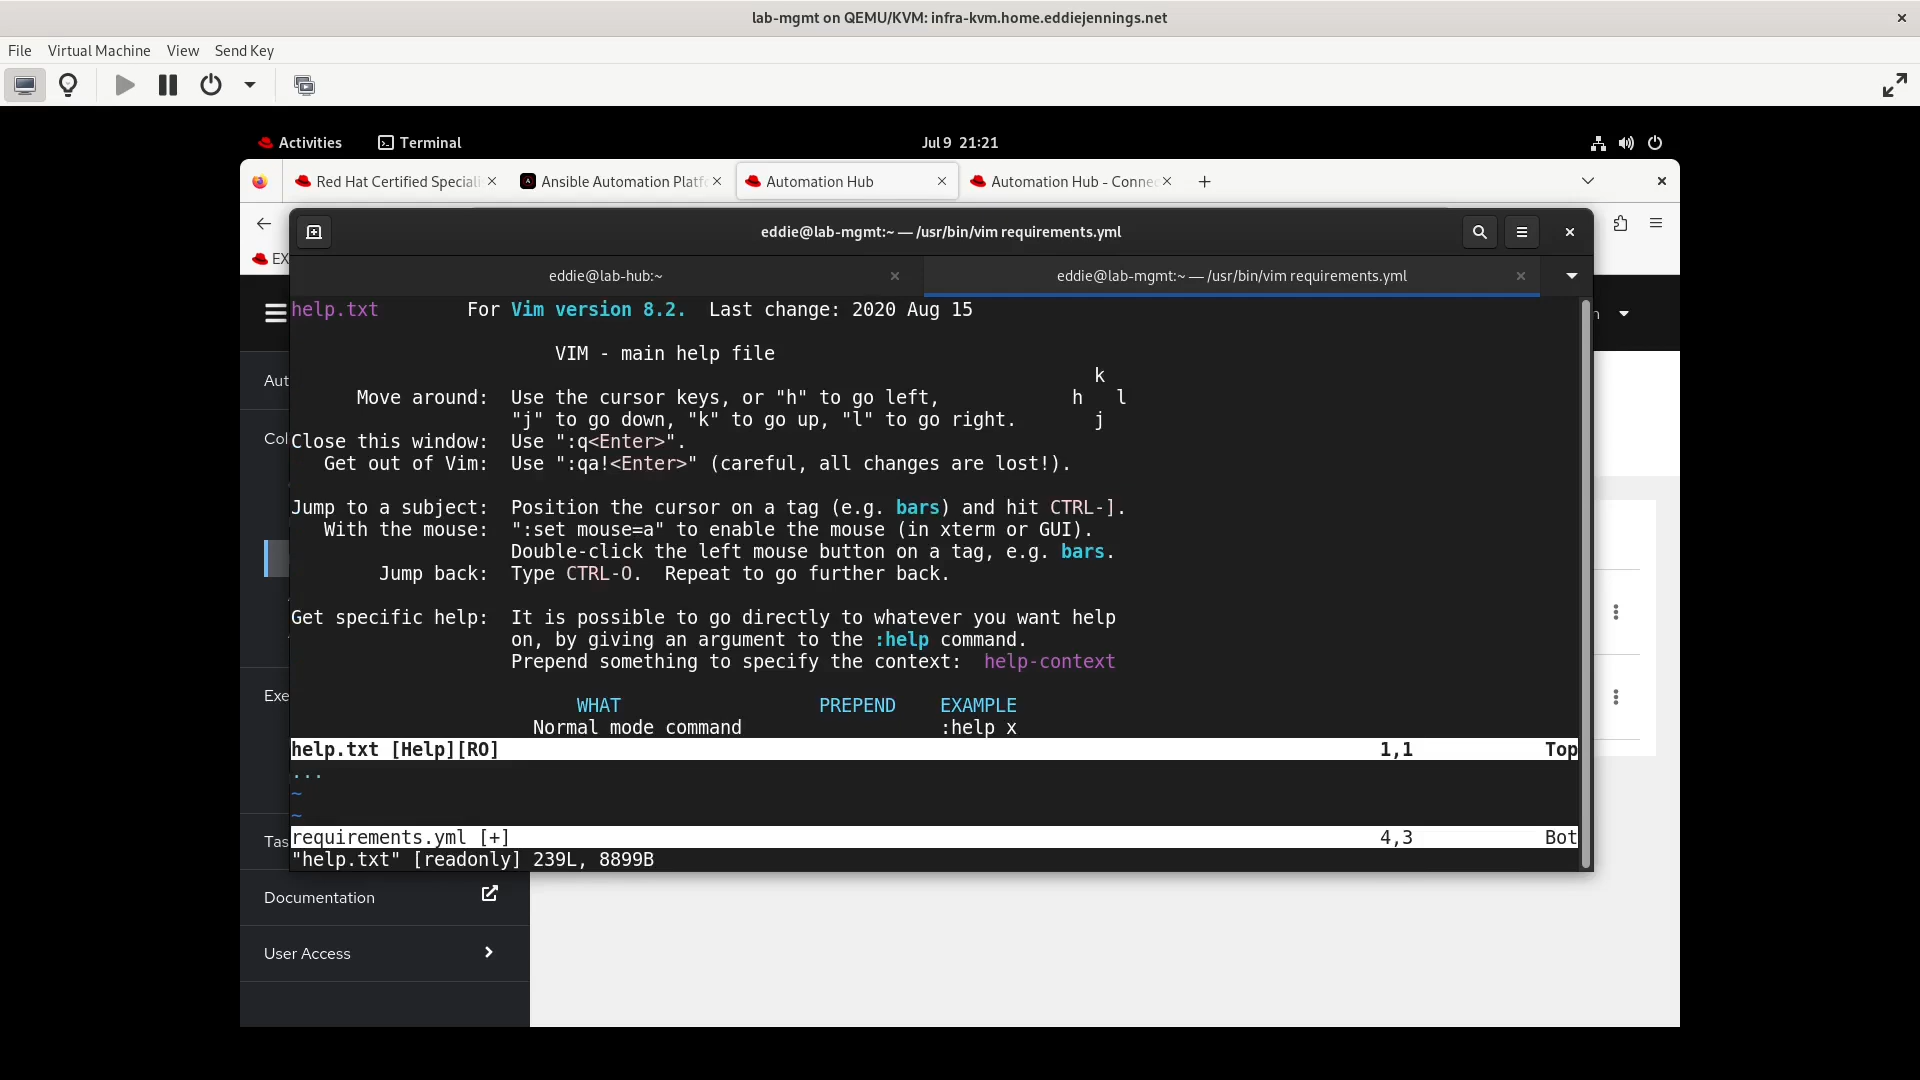 lab-mgmt on QEMU/KVM: infra-kvm.home.eddiejennings.net
File Virtual Machine View Send Key
Activities Terminal Jul 9 21:21
Red Hat Certified Speciali Ansible Automation Platf Automation Hub Automation Hub - Connec
eddie@lab-mgmt:~ — /usr/bin/vim requirements.yml
EX
eddie@lab-hub:~ eddie@lab-mgmt:~ — /usr/bin/vim requirements.yml
help.txt For Vim version 8.2. Last change: 2020 Aug 15
VIM - main help file
k
Move around: Use the cursor keys, or "h" to go left, h l
"j" to go down, "k" to go up, "l" to go right. j
Close this window: Use ":q<Enter>".
Get out of Vim: Use ":qa!<Enter>" (careful, all changes are lost!).
Jump to a subject: Position the cursor on a tag (e.g. bars) and hit CTRL-].
With the mouse: ":set mouse=a" to enable the mouse (in xterm or GUI).
Double-click the left mouse button on a tag, e.g. bars.
Jump back: Type CTRL-O. Repeat to go further back.
Get specific help: It is possible to go directly to whatever you want help
on, by giving an argument to the :help command.
Prepend something to specify the context: help-context
WHAT PREPEND EXAMPLE
Normal mode command :help x
help.txt [Help][RO] 1,1 Top
...
~
~
requirements.yml [+] 4,3 Bot
"help.txt" [readonly] 239L, 8899B
Aut
Col
Exe
Tas
Documentation
User Access
n